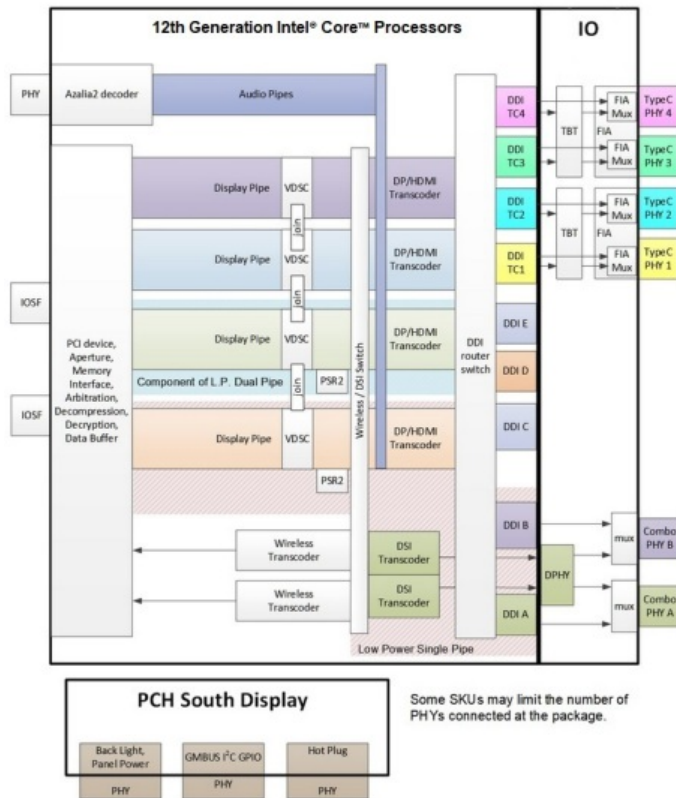 12th Generation Intel® Core™ Processors
IO
PHY
Azalia2 decoder
Audio Pipes
DDI
TC4
FIA
Mux
TypeC
PHY 4
TBT
FIA
DDI
TC3
FIA
Mux
TypeC
PHY 3
Display Pipe
VDSC
DP/HDMI
Transcoder
DDI
TC2
FIA
Mux
TypeC
PHY 2
join
TBT
FIA
Display Pipe
VDSC
DP/HDMI
Transcoder
DDI
TC1
FIA
Mux
TypeC
PHY 1
IOSF
join
PCI device,
Aperture,
Memory
Interface,
Arbitration,
Decompression,
Decryption,
Data Buffer
Display Pipe
VDSC
DP/HDMI
Transcoder
DDI E
Wireless / DSI Switch
DDI
router
switch
DDI D
Component of L.P. Dual Pipe
join
PSR2
IOSF
Display Pipe
VDSC
DP/HDMI
Transcoder
DDI C
PSR2
DDI B
mux
Combo
PHY B
Wireless
Transcoder
DSI
Transcoder
DPHY
Wireless
Transcoder
DSI
Transcoder
DDI A
mux
Combo
PHY A
Low Power Single Pipe
PCH South Display
Some SKUs may limit the number of
PHYs connected at the package.
Back Light,
Panel Power
GMBUS I²C GPIO
Hot Plug
PHY
PHY
PHY